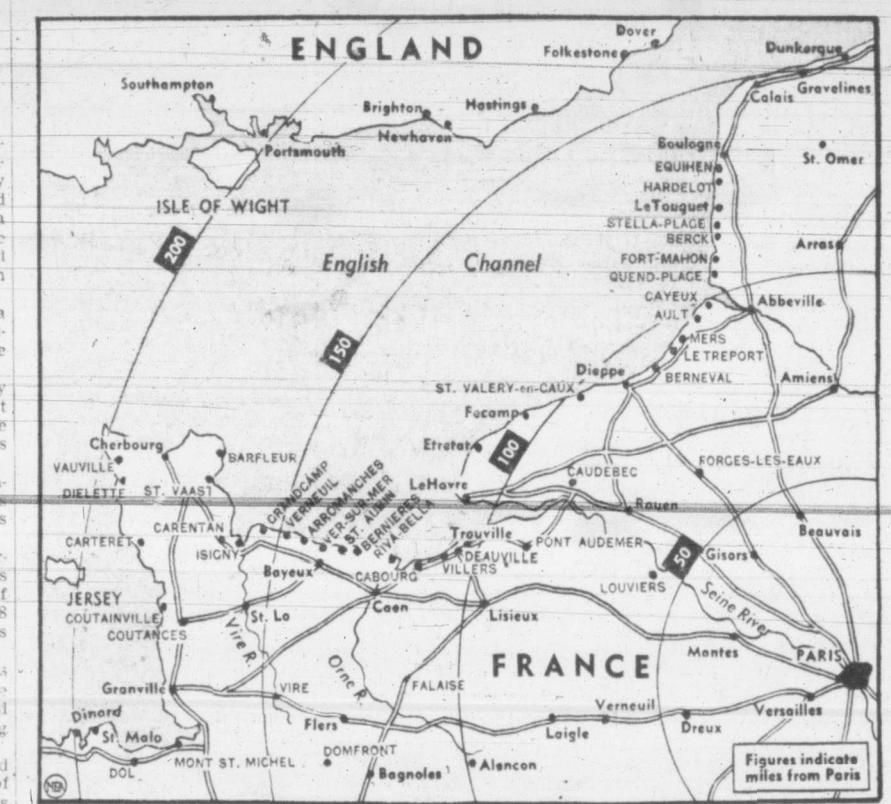 ENGLAND
Dover
Folkestone
Dunkerque
Gravelines
Calais
Southampton
Brighton
Hastings
Newhaven
Portsmouth
Boulogne
St. Omer
EQUIHEN
HARDELOT
ISLE OF WIGHT
LeTouquet
STELLA-PLAGE
BERCK
Arras
200
English Channel
FORT-MAHON
QUEND-PLAGE
CAYEUX
Abbeville
AULT
150
MERS
LE TREPORT
Dieppe
BERNEVAL
Amiens
ST. VALERY-en-CAUX
Fecamp
Cherbourg
BARFLEUR
Etretat
100
VAUVILLE
CAUDEBEC
FORGES-LES-EAUX
DIELETTE
ST. VAAST
GRANDCAMP
VERNEUIL
ARROMANCHES
VER-SUR-MER
ST. AUBIN
BERNIERES
RIVA BELLA
LeHavre
Rouen
CARENTAN
Beauvais
CARTERET
ISIGNY
Trouville
PONT AUDEMER
50
Gisors
Bayeux
CABOURG
DEAUVILLE
VILLERS
LOUVIERS
JERSEY
COUTAINVILLE
St. Lo
Caen
Lisieux
Seine River
COUTANCES
Vire R.
Orne R.
FRANCE
Mantes
PARIS
Granville
VIRE
FALAISE
Verneuil
Versailles
Dinard
St. Malo
Flers
Laigle
Dreux
DOL
MONT ST. MICHEL
DOMFRONT
Bagnoles
Alencon
Figures indicate
miles from Paris
NEA